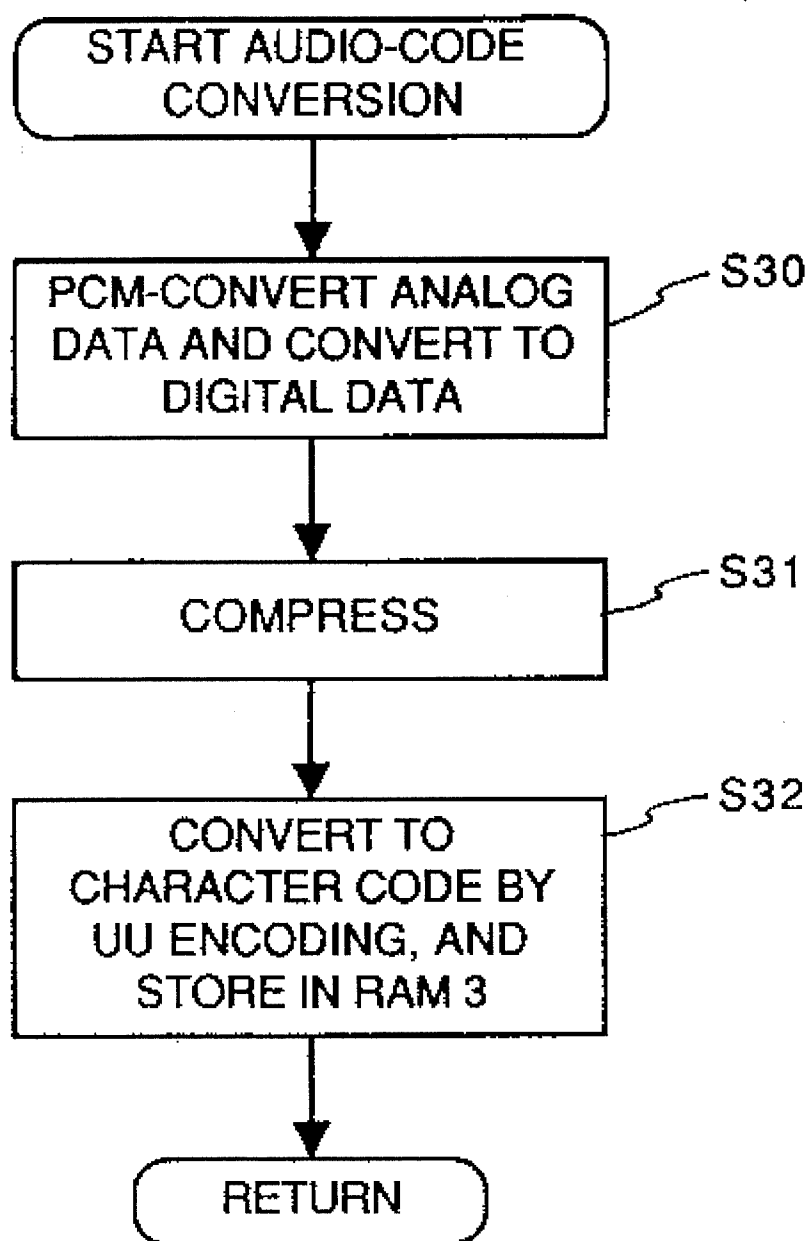 START AUDIO-CODE
CONVERSION
PCM-CONVERT ANALOG
DATA AND CONVERT TO
DIGITAL DATA
S30
COMPRESS
S31
CONVERT TO
CHARACTER CODE BY
UU ENCODING, AND
STORE IN RAM 3
S32
RETURN